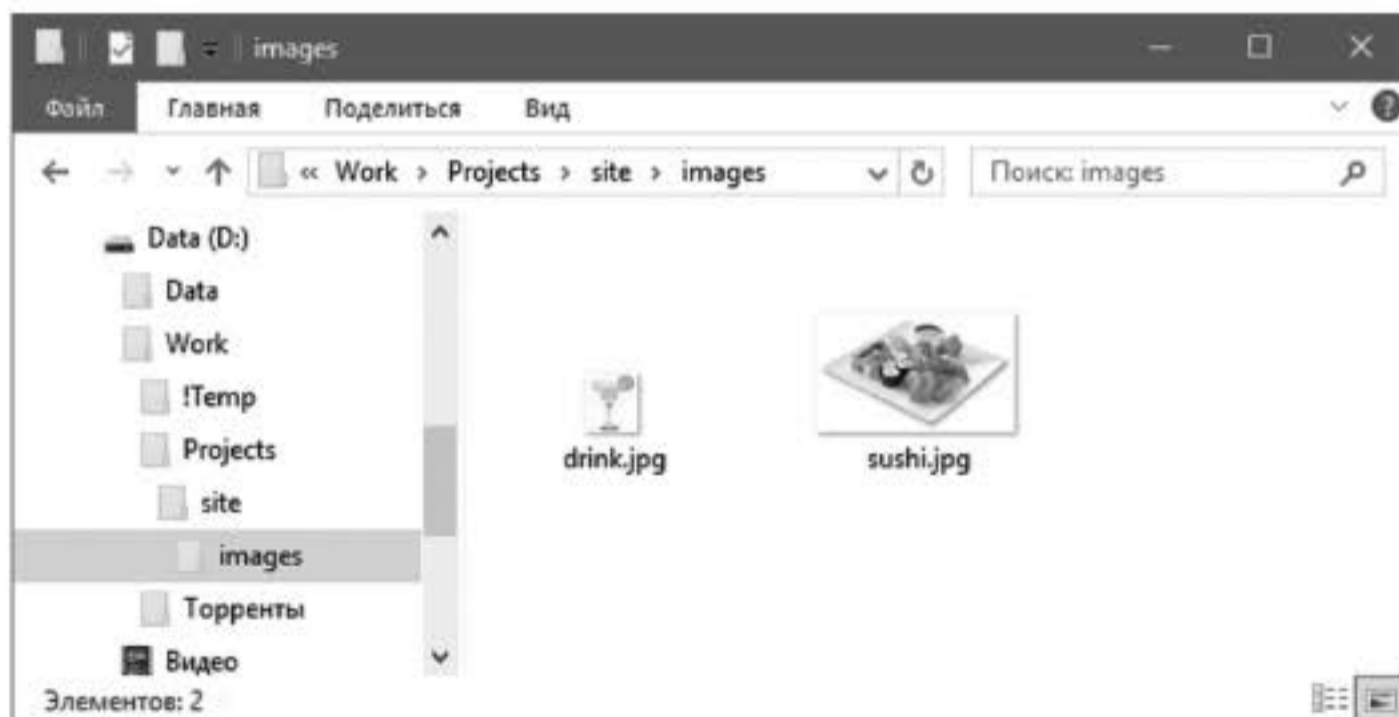 images
Файл Главная Поделиться Вид
« Work › Projects › site › images Поиск: images
Data (D:)
Data
Work
!Temp
Projects
site
images
Торренты
Видео
drink.jpg sushi.jpg
Элементов: 2